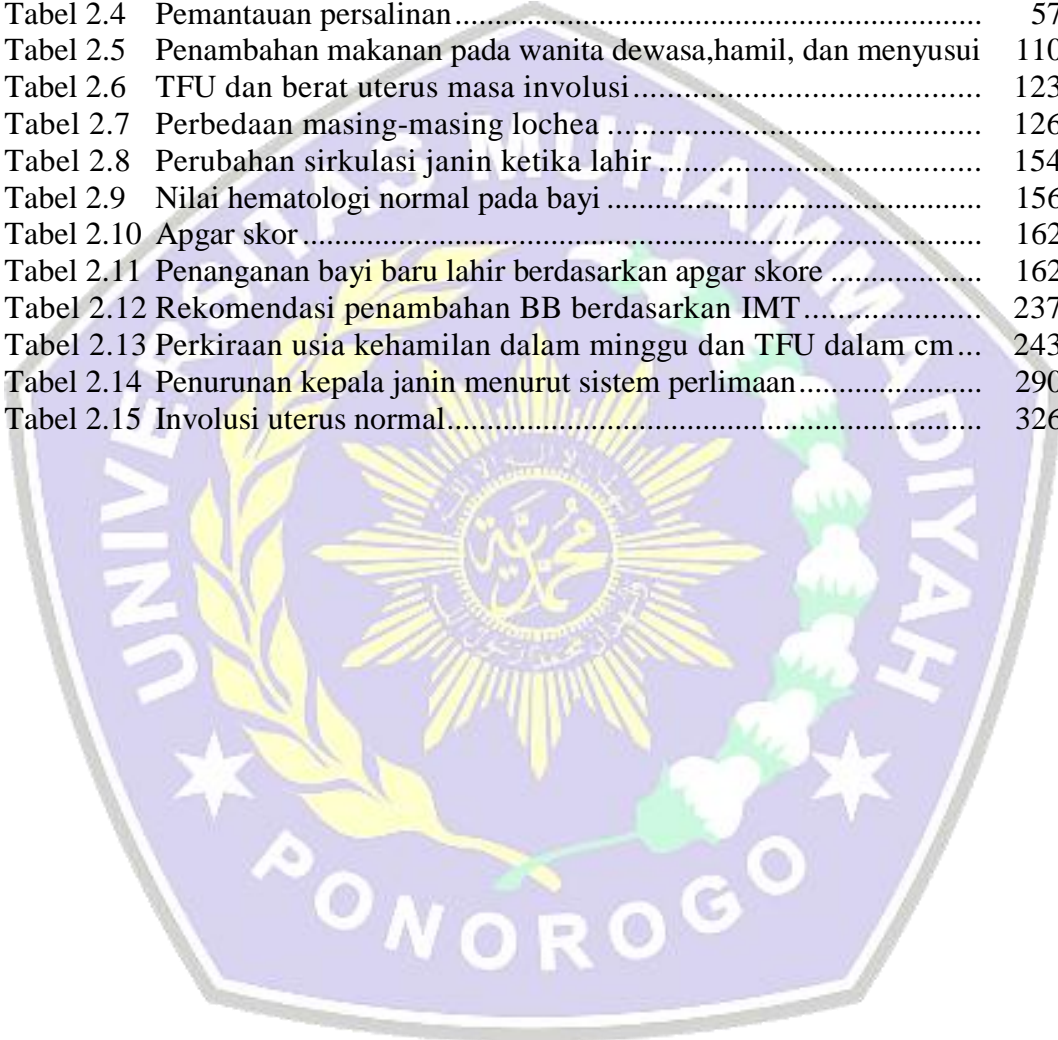 Tabel 2.4 Pemantauan persalinan 57
Tabel 2.5 Penambahan makanan pada wanita dewasa,hamil, dan menyusui 110
Tabel 2.6 TFU dan berat uterus masa involusi 123
Tabel 2.7 Perbedaan masing-masing lochea 126
Tabel 2.8 Perubahan sirkulasi janin ketika lahir 154
Tabel 2.9 Nilai hematologi normal pada bayi 156
Tabel 2.10 Apgar skor 162
Tabel 2.11 Penanganan bayi baru lahir berdasarkan apgar skore 162
Tabel 2.12 Rekomendasi penambahan BB berdasarkan IMT 237
Tabel 2.13 Perkiraan usia kehamilan dalam minggu dan TFU dalam cm 243
Tabel 2.14 Penurunan kepala janin menurut sistem perlimaan 290
Tabel 2.15 Involusi uterus normal 326
UNIVERSITAS MUHAMMADIYAH
PONOROGO